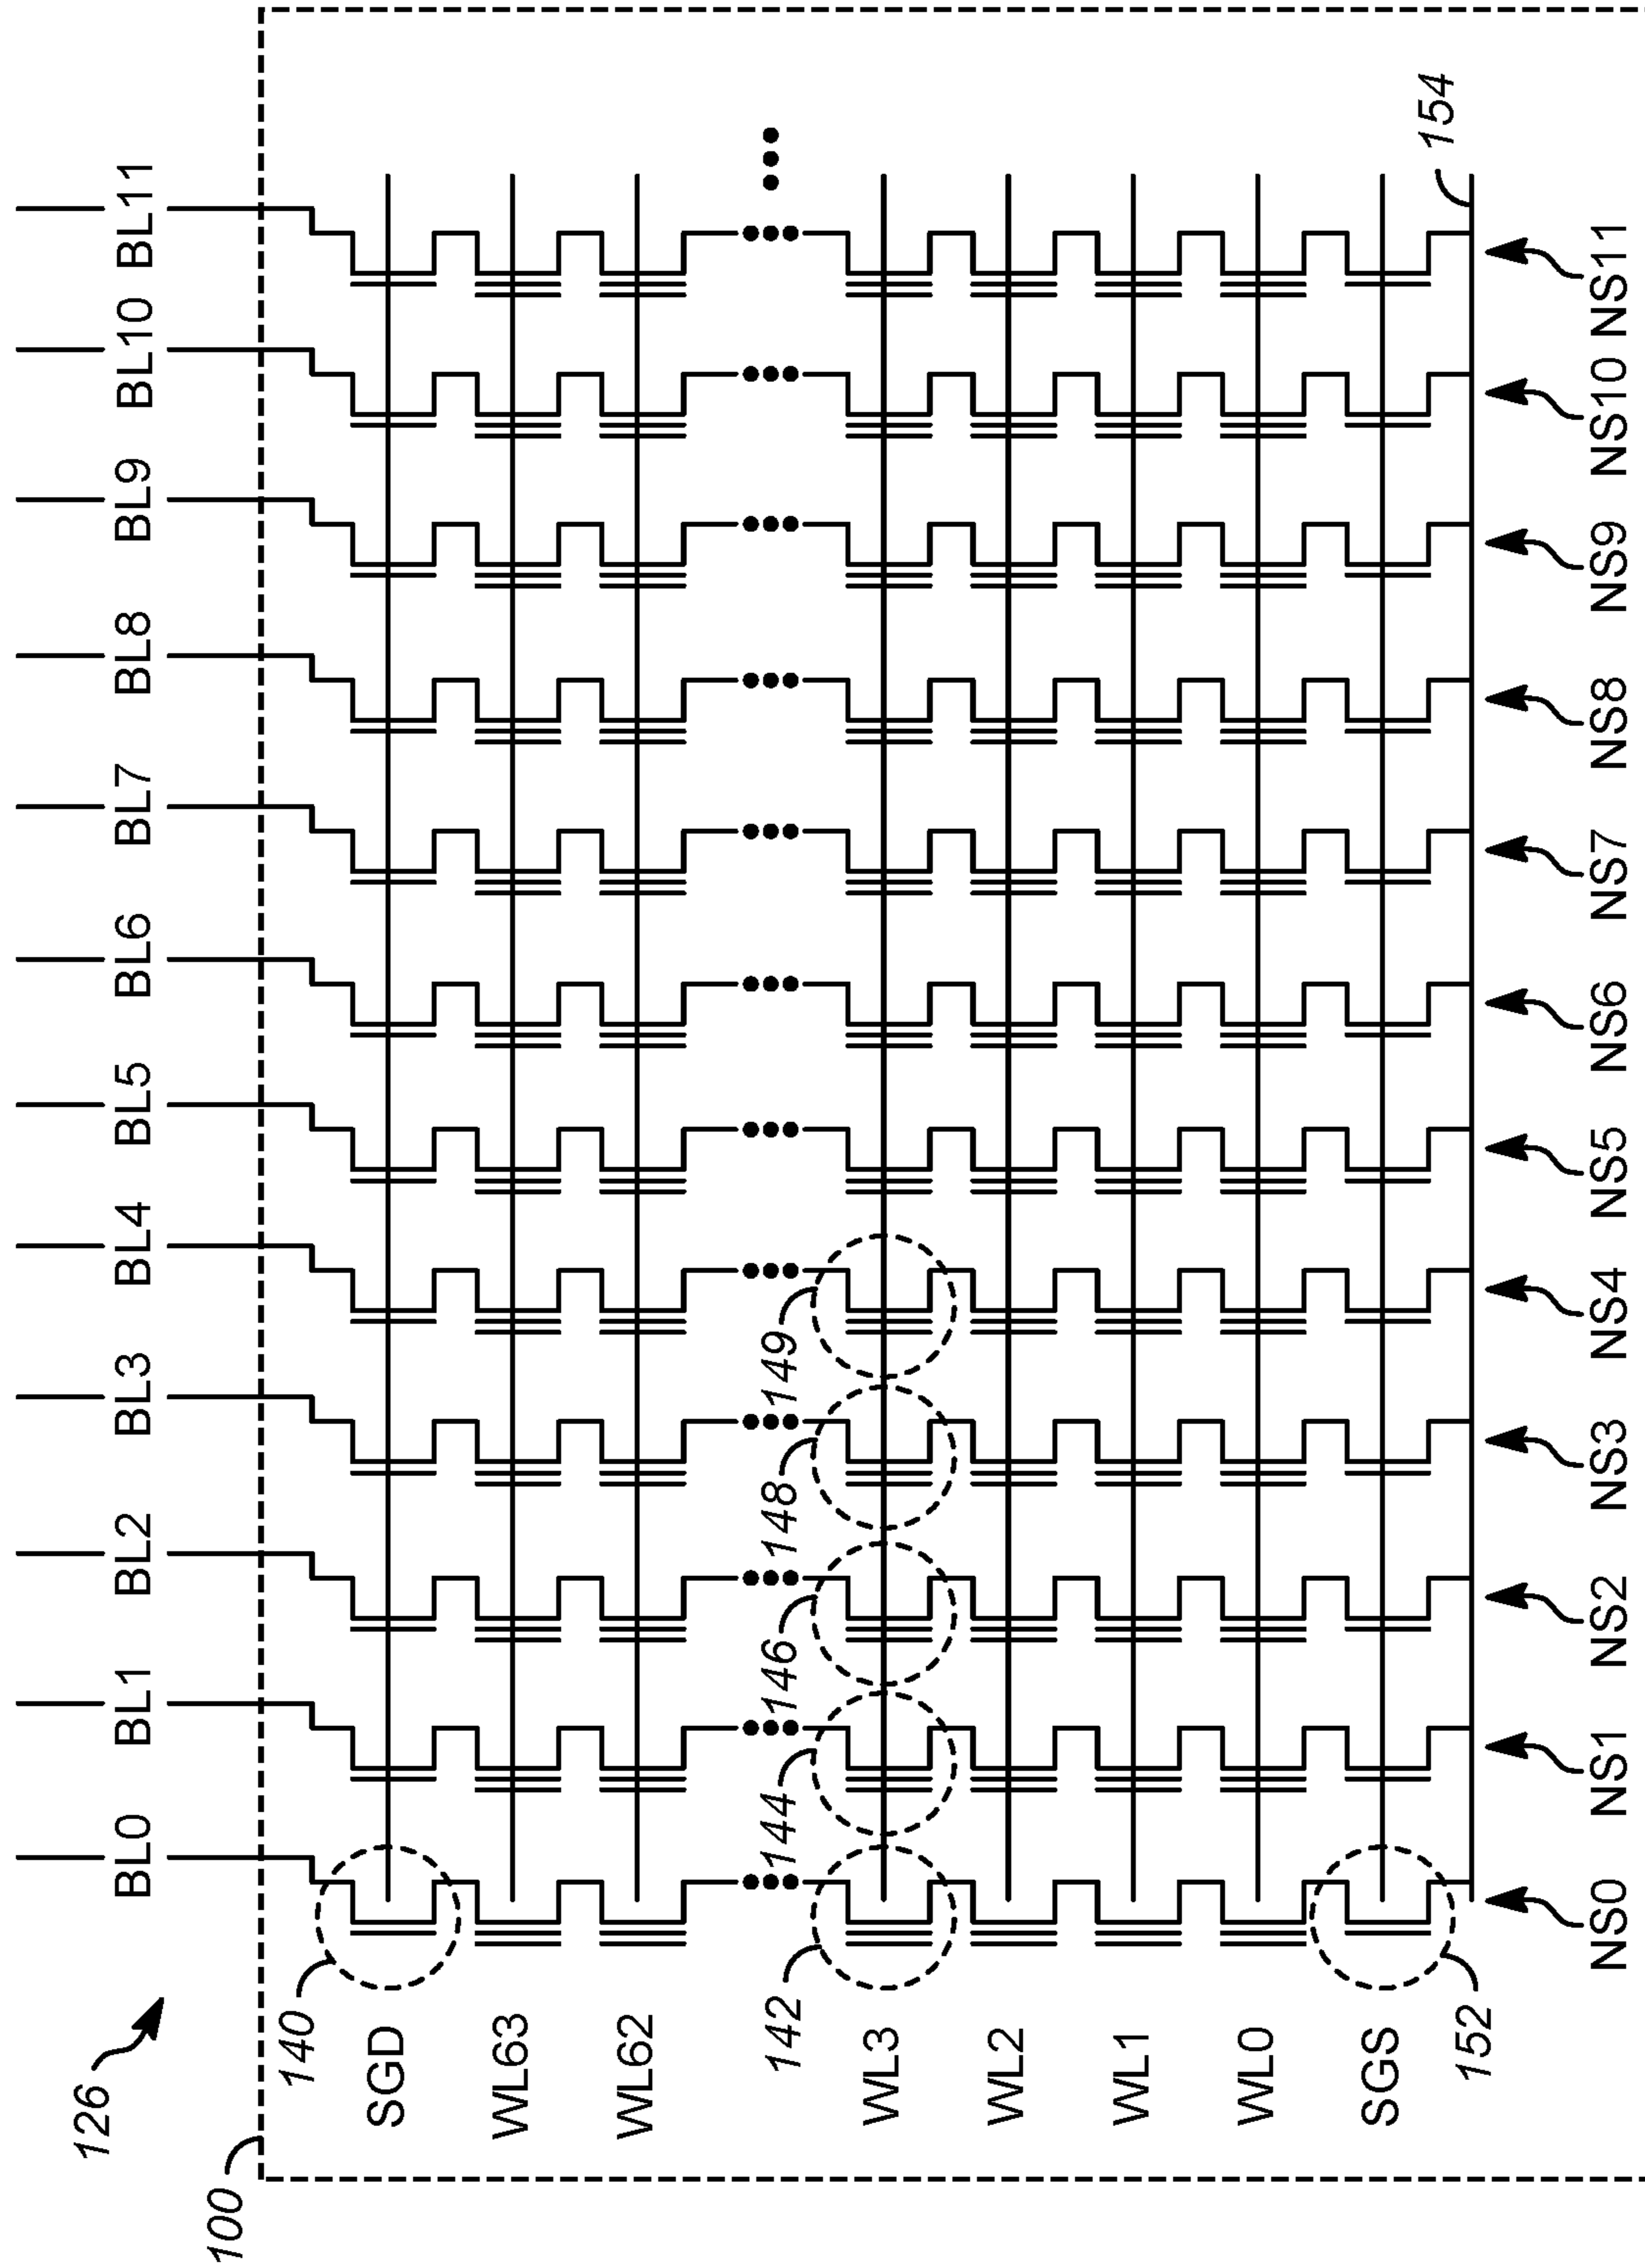 126
100
BL0 BL1 BL2 BL3 BL4 BL5 BL6 BL7 BL8 BL9 BL10 BL11
140
SGD
WL63
WL62
142 144 146 148 149
WL3
WL2
WL1
WL0
SGS
152
154
NS0 NS1 NS2 NS3 NS4 NS5 NS6 NS7 NS8 NS9 NS10 NS11